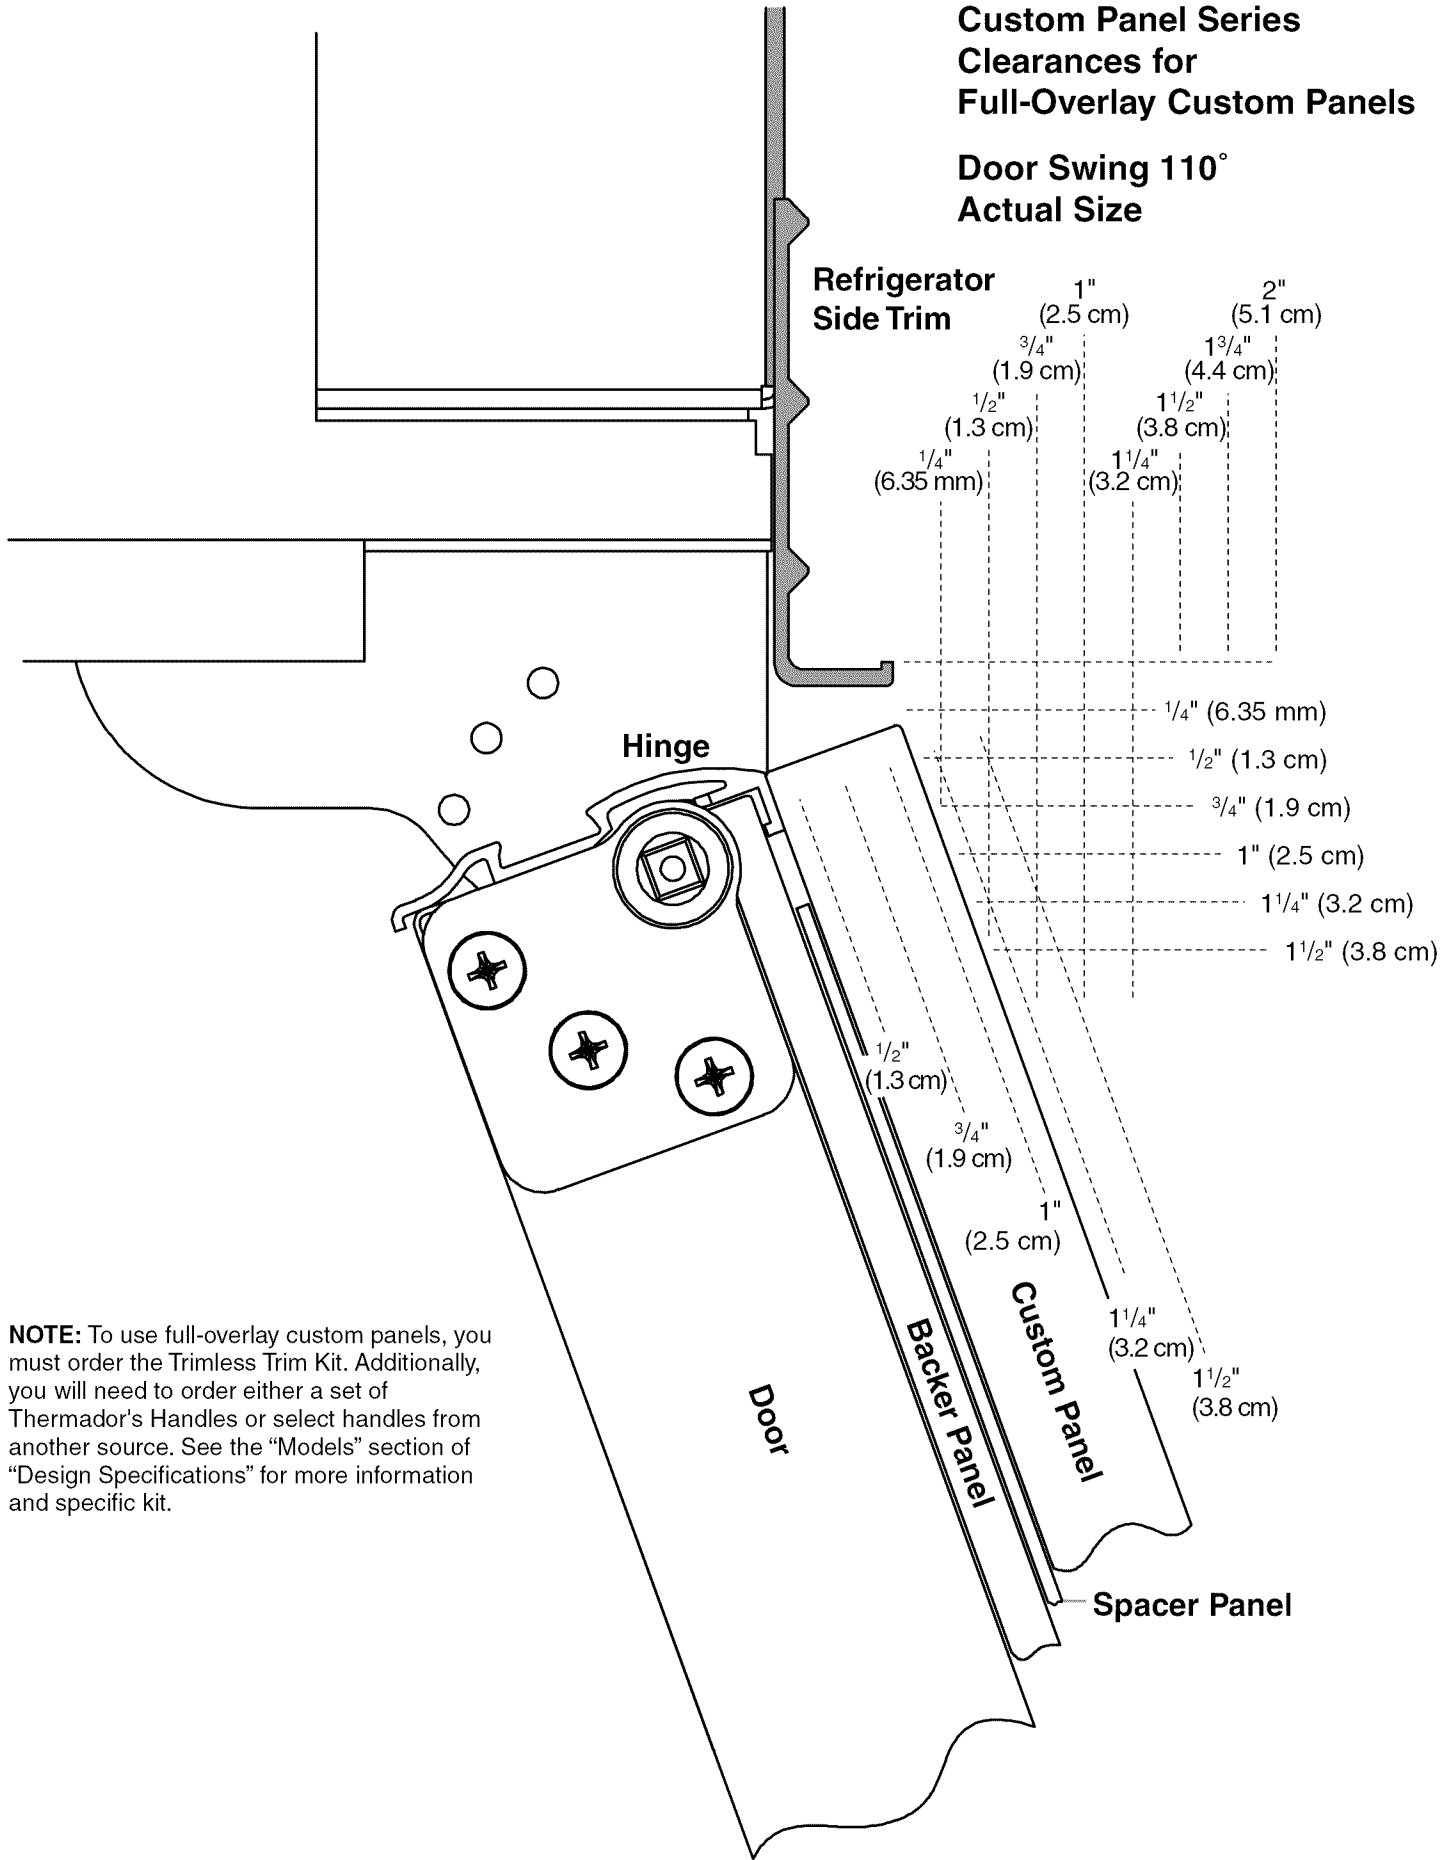 Custom Panel Series
Clearances for
Full-Overlay Custom Panels
Door Swing 110°
Actual Size
Refrigerator
Side Trim
1"
(2.5 cm)
2"
(5.1 cm)
3/4"
(1.9 cm)
1 3/4"
(4.4 cm)
1/2"
(1.3 cm)
1 1/2"
(3.8 cm)
1/4"
(6.35 mm)
1 1/4"
(3.2 cm)
1/4" (6.35 mm)
Hinge
1/2" (1.3 cm)
3/4" (1.9 cm)
1" (2.5 cm)
1 1/4" (3.2 cm)
1 1/2" (3.8 cm)
1/2"
(1.3 cm)
3/4"
(1.9 cm)
1"
(2.5 cm)
1 1/4"
(3.2 cm)
1 1/2"
(3.8 cm)
Custom Panel
Backer Panel
Door
Spacer Panel
NOTE: To use full-overlay custom panels, you
must order the Trimless Trim Kit. Additionally,
you will need to order either a set of
Thermador's Handles or select handles from
another source. See the “Models” section of
“Design Specifications” for more information
and specific kit.